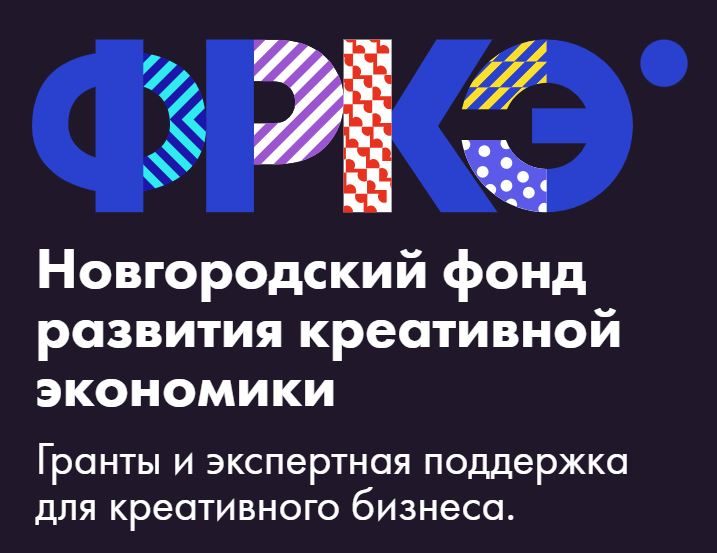 ФРКЭ
Новгородский фонд
развития креативной
экономики
Гранты и экспертная поддержка
для креативного бизнеса.